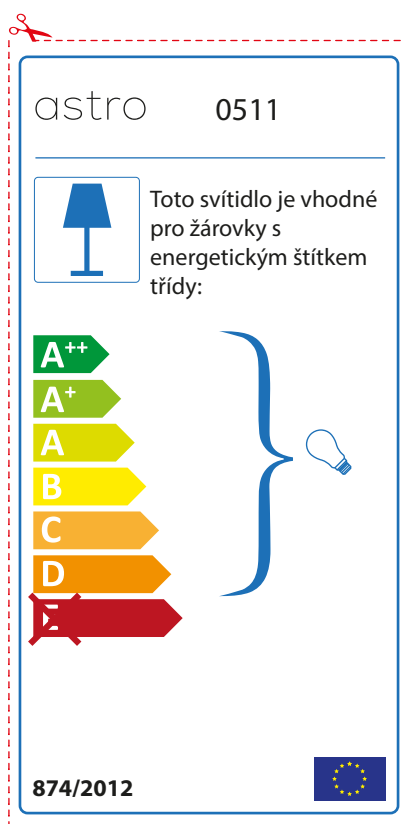 astro 0511
Toto svítidlo je vhodné
pro žárovky s
energetickým štítkem
třídy:
A++
A+
A
B
C
D
E
874/2012